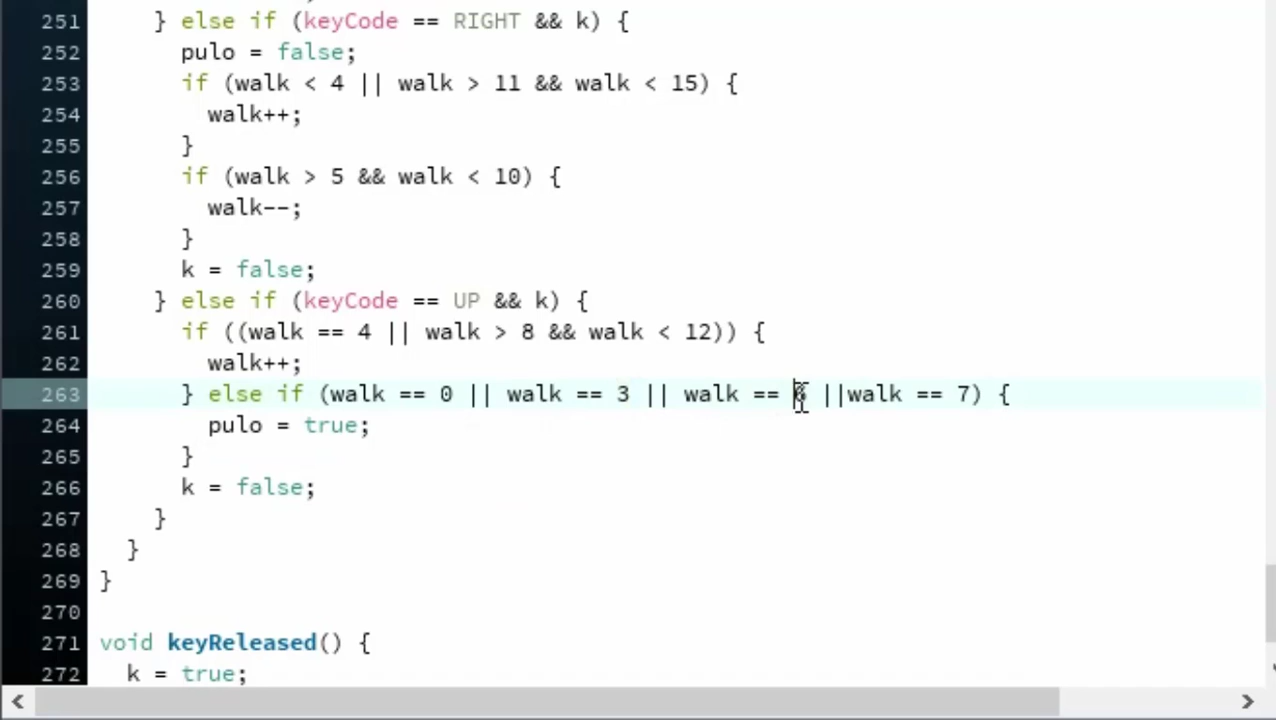 251 } else if (keyCode == RIGHT && k) {
252 pulo = false;
253 if (walk < 4 || walk > 11 && walk < 15) {
254 walk++;
255 }
256 if (walk > 5 && walk < 10) {
257 walk--;
258 }
259 k = false;
260 } else if (keyCode == UP && k) {
261 if ((walk == 4 || walk > 8 && walk < 12)) {
262 walk++;
263 } else if (walk == 0 || walk == 3 || walk == ||walk == 7) {
264 pulo = true;
265 }
266 k = false;
267 }
268 }
269 }
270
271 void keyReleased() {
272 k = true;